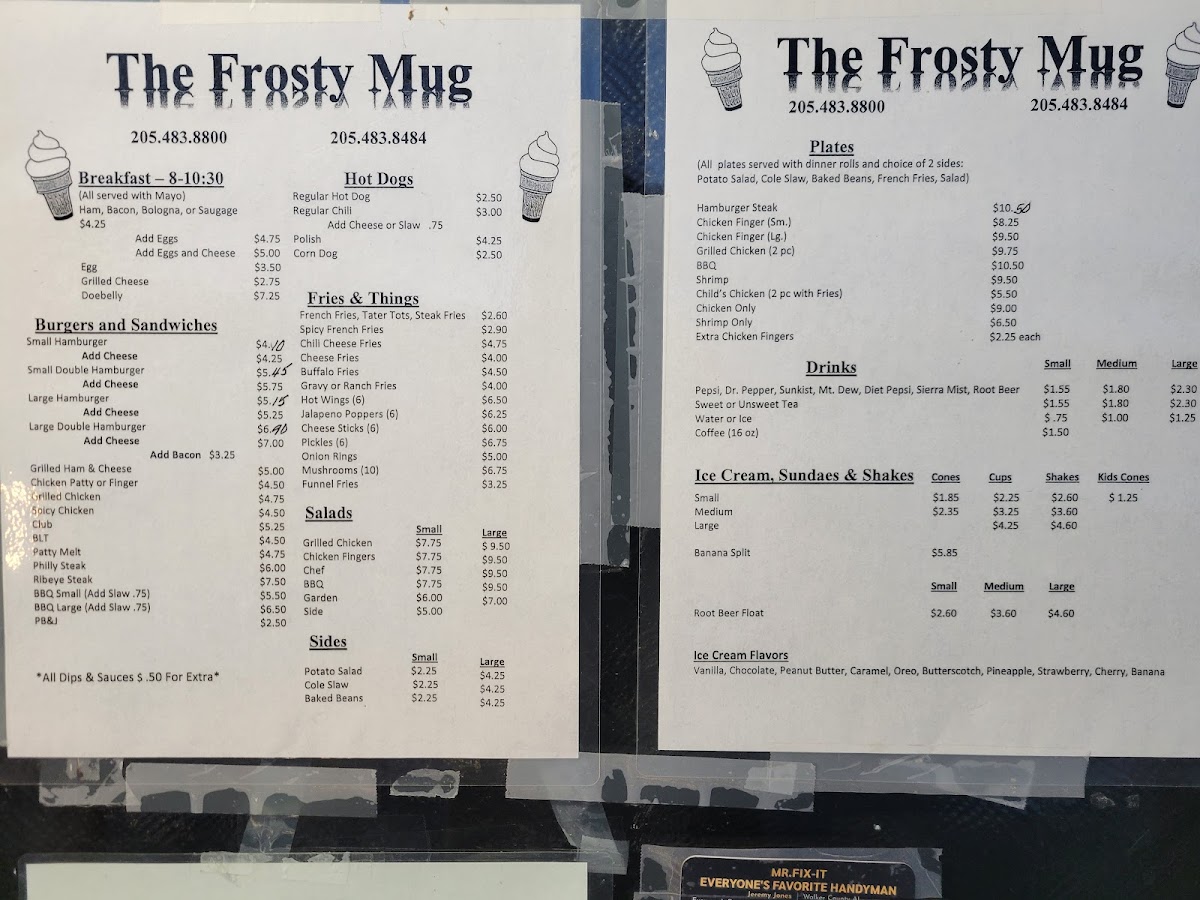 The Frosty Mug
205.483.8800 205.483.8484
Breakfast – 8-10:30
(All served with Mayo)
Ham, Bacon, Bologna, or Saugage
$4.25
Add Eggs $4.75
Add Eggs and Cheese $5.00
Egg $3.50
Grilled Cheese $2.75
Doebelly $7.25
Burgers and Sandwiches
Small Hamburger $4.10
Add Cheese $4.25
Small Double Hamburger $5.45
Add Cheese $5.75
Large Hamburger $5.15
Add Cheese $5.25
Large Double Hamburger $6.90
Add Cheese $7.00
Add Bacon $3.25
Grilled Ham & Cheese $5.00
Chicken Patty or Finger $4.50
Grilled Chicken $4.75
Spicy Chicken $4.50
Club $5.25
BLT $4.50
Patty Melt $4.75
Philly Steak $6.00
Ribeye Steak $7.50
BBQ Small (Add Slaw .75) $5.50
BBQ Large (Add Slaw .75) $6.50
PB&J $2.50
*All Dips & Sauces $ .50 For Extra*
Hot Dogs
Regular Hot Dog $2.50
Regular Chili $3.00
Add Cheese or Slaw .75
Polish $4.25
Corn Dog $2.50
Fries & Things
French Fries, Tater Tots, Steak Fries $2.60
Spicy French Fries $2.90
Chili Cheese Fries $4.75
Cheese Fries $4.00
Buffalo Fries $4.50
Gravy or Ranch Fries $4.00
Hot Wings (6) $6.50
Jalapeno Poppers (6) $6.25
Cheese Sticks (6) $6.00
Pickles (6) $6.75
Onion Rings $5.00
Mushrooms (10) $6.75
Funnel Fries $3.25
Salads
Small Large
Grilled Chicken $7.75 $ 9.50
Chicken Fingers $7.75 $9.50
Chef $7.75 $9.50
BBQ $7.75 $9.50
Garden $6.00 $7.00
Side $5.00
Sides
Small Large
Potato Salad $2.25 $4.25
Cole Slaw $2.25 $4.25
Baked Beans $2.25 $4.25
The Frosty Mug
205.483.8800 205.483.8484
Plates
(All plates served with dinner rolls and choice of 2 sides:
Potato Salad, Cole Slaw, Baked Beans, French Fries, Salad)
Hamburger Steak $10.50
Chicken Finger (Sm.) $8.25
Chicken Finger (Lg.) $9.50
Grilled Chicken (2 pc) $9.75
BBQ $10.50
Shrimp $9.50
Child's Chicken (2 pc with Fries) $5.50
Chicken Only $9.00
Shrimp Only $6.50
Extra Chicken Fingers $2.25 each
Drinks Small Medium Large
Pepsi, Dr. Pepper, Sunkist, Mt. Dew, Diet Pepsi, Sierra Mist, Root Beer $1.55 $1.80 $2.30
Sweet or Unsweet Tea $1.55 $1.80 $2.30
Water or Ice $ .75 $1.00 $1.25
Coffee (16 oz) $1.50
Ice Cream, Sundaes & Shakes Cones Cups Shakes Kids Cones
Small $1.85 $2.25 $2.60 $ 1.25
Medium $2.35 $3.25 $3.60
Large $4.25 $4.60
Banana Split $5.85
Small Medium Large
Root Beer Float $2.60 $3.60 $4.60
Ice Cream Flavors
Vanilla, Chocolate, Peanut Butter, Caramel, Oreo, Butterscotch, Pineapple, Strawberry, Cherry, Banana
MR.FIX-IT
EVERYONE'S FAVORITE HANDYMAN
Jeremy Jones | Walker County